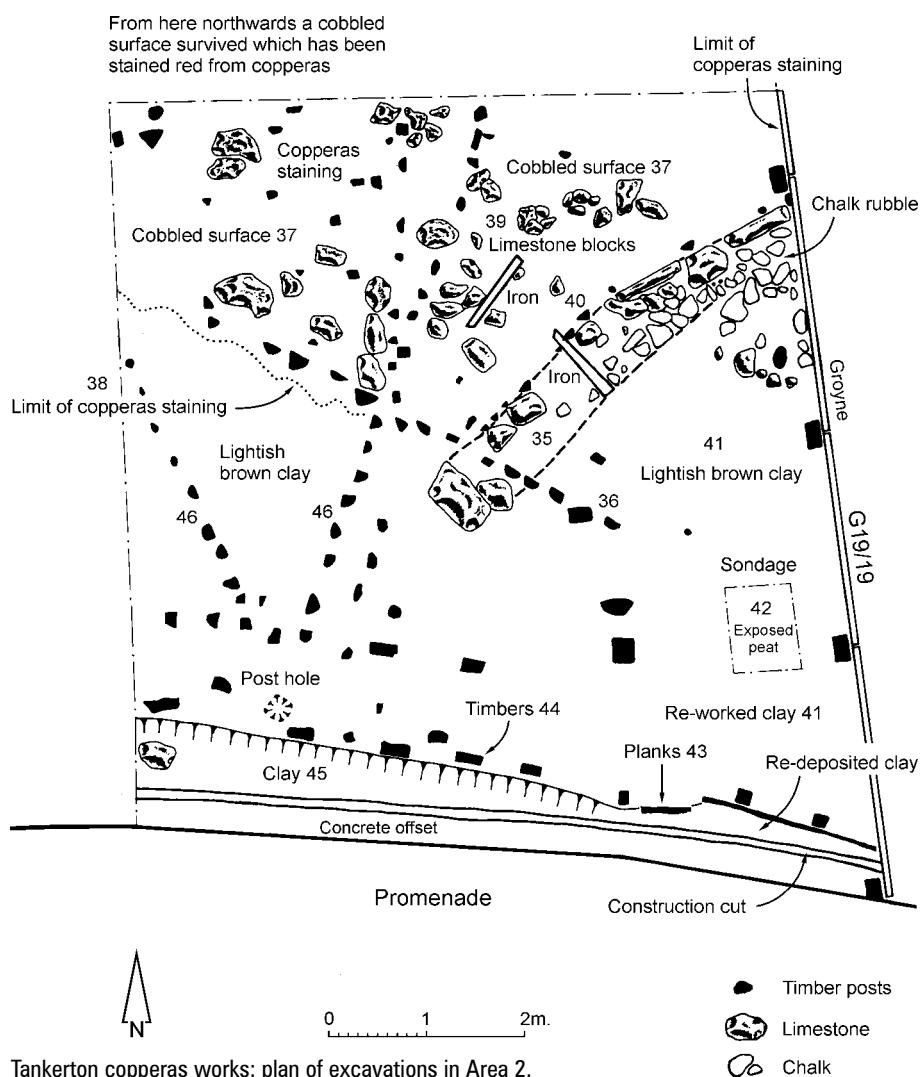 From here northwards a cobbled
surface survived which has been
stained red from copperas
Limit of
copperas staining
Copperas
staining
Cobbled surface 37
Chalk rubble
39
Cobbled surface 37
Limestone blocks
Iron
40
38
Iron
Groyne
Limit of copperas staining
35
41
Lightish
brown clay
Lightish brown clay
46
46
36
G19/19
Sondage
42
Exposed
peat
Post hole
Timbers 44
Re-worked clay 41
Planks 43
Re-deposited clay
Clay 45
Concrete offset
Promenade
Construction cut
N
0 1 2m.
Timber posts
Limestone
Chalk
Tankerton copperas works: plan of excavations in Area 2.